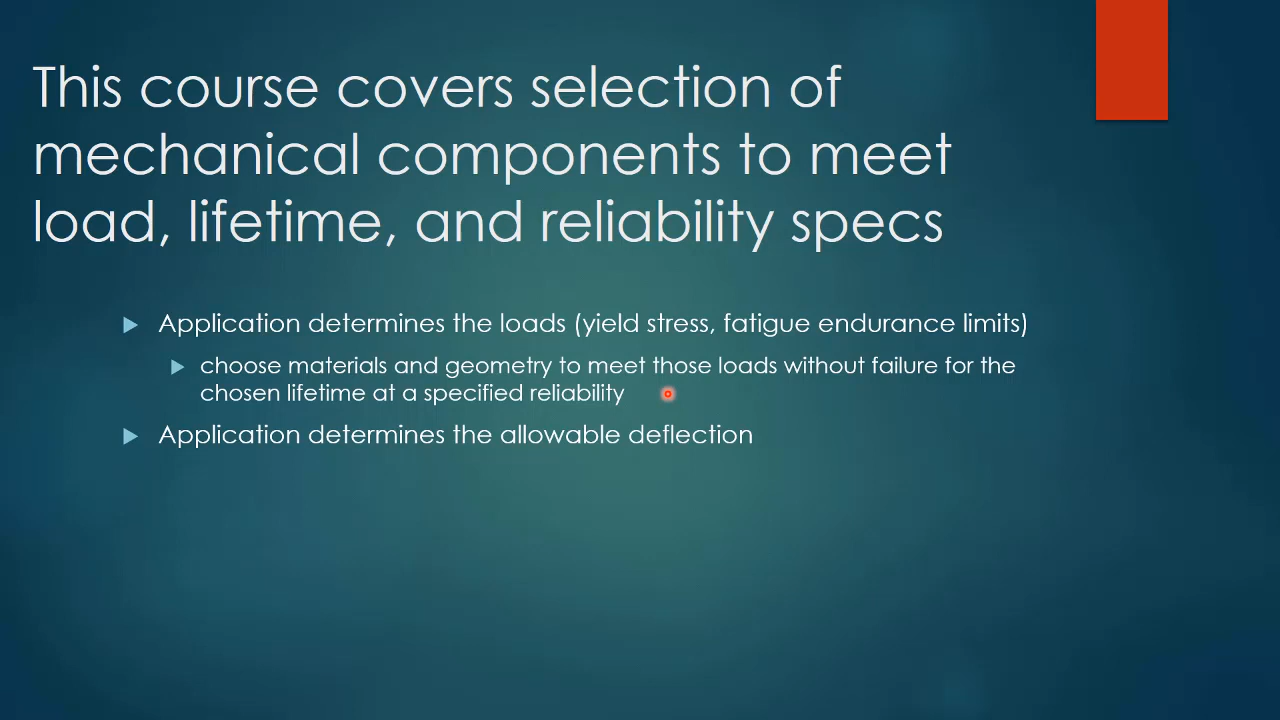 This course covers selection of
mechanical components to meet
load, lifetime, and reliability specs
Application determines the loads (yield stress, fatigue endurance limits)
choose materials and geometry to meet those loads without failure for the
chosen lifetime at a specified reliability
Application determines the allowable deflection